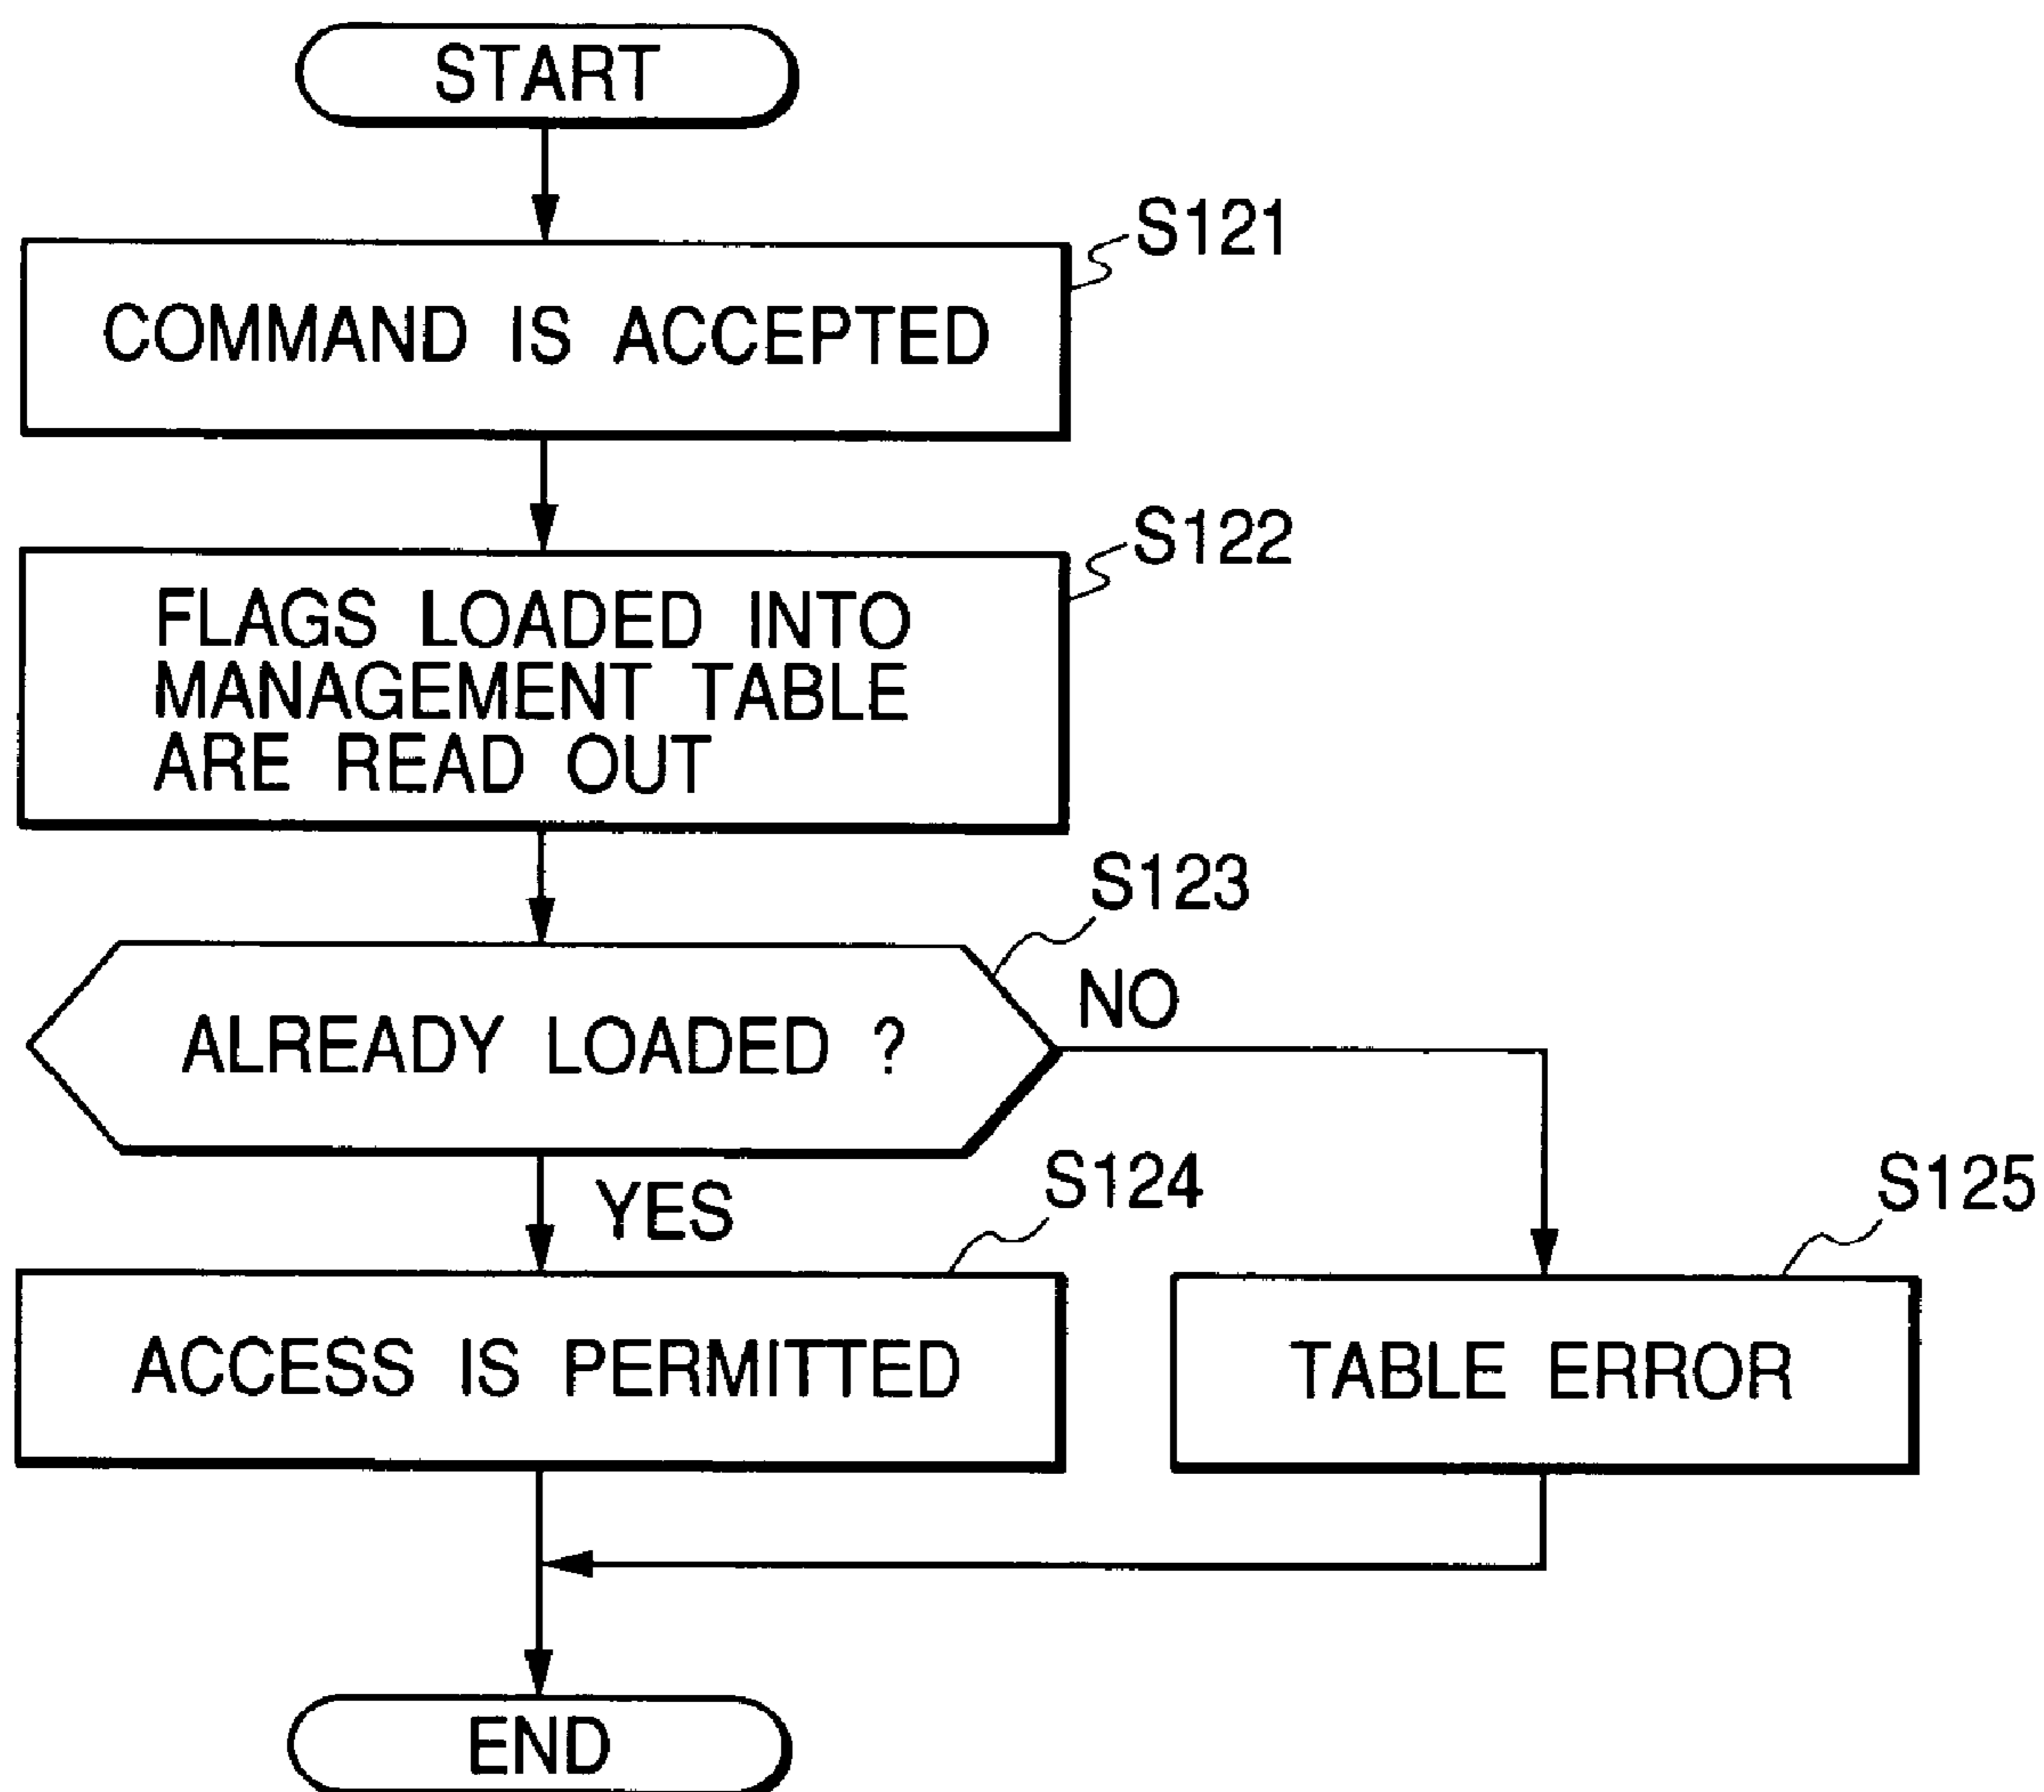 START
S121
COMMAND IS ACCEPTED
S122
FLAGS LOADED INTO
MANAGEMENT TABLE
ARE READ OUT
S123
NO
ALREADY LOADED ?
YES
S124
S125
ACCESS IS PERMITTED
TABLE ERROR
END